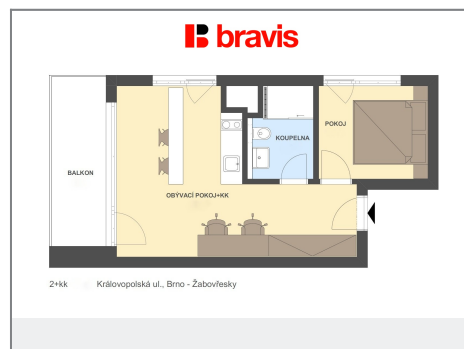 bravis
POKOJ
KOUPELNA
BALKON
OBÝVACÍ POKOJ+KK
2+kk Královopolská ul., Brno - Žabovřesky